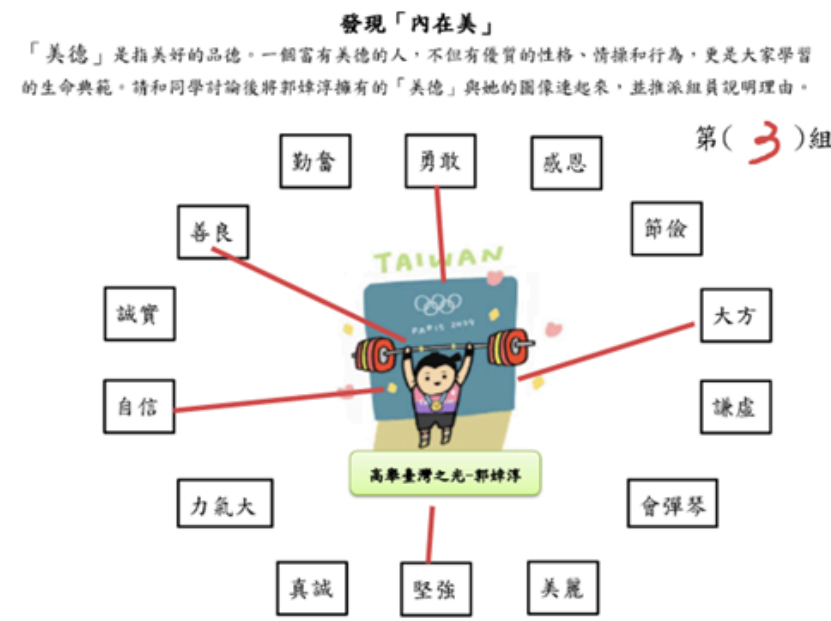 發現「內在美」
「美德」是指美好的品德。一個富有美德的人，不但有優質的性格、情操和行為，更是大家學習
的生命典範。請和同學討論後將郭婞淳擁有的「美德」與她的圖像連起來，並推派組員說明理由。
第( 3 )組
勤奮
勇敢
感恩
善良
節儉
TAIWAN
誠實
大方
PARIS 2024
自信
謙虛
高舉臺灣之光-郭婞淳
力氣大
會彈琴
真誠
堅強
美麗